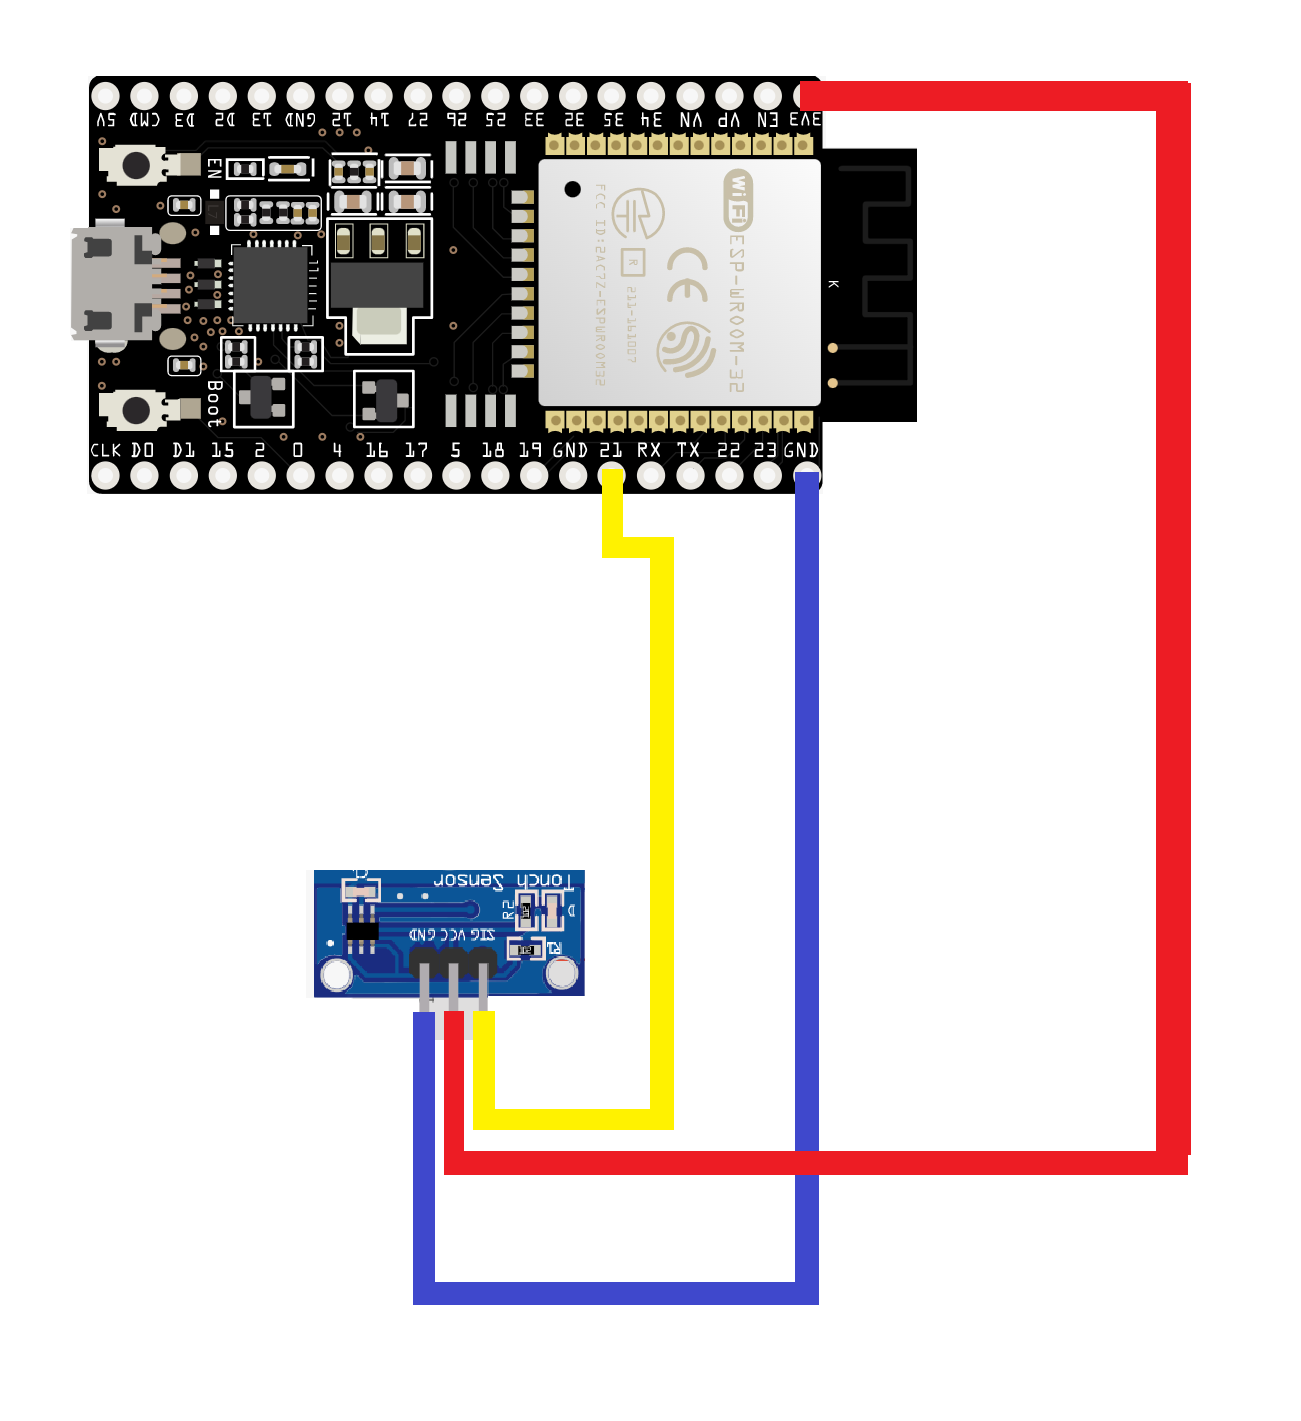 5V CMD D3 D2 13 GND 12 14 27 26 25 33 32 35 34 VN VP EN 3V3
EN
WiFi
ESP-WROOM-32
R
211-161007
FCC ID:2AC7Z-ESPWROOM32
CE
K
Boot
CLK D0 D1 15 2 0 4 16 17 5 18 19 GND 21 RX TX 22 23 GND
Touch Sensor
R2
D
GND VCC SIG
R1